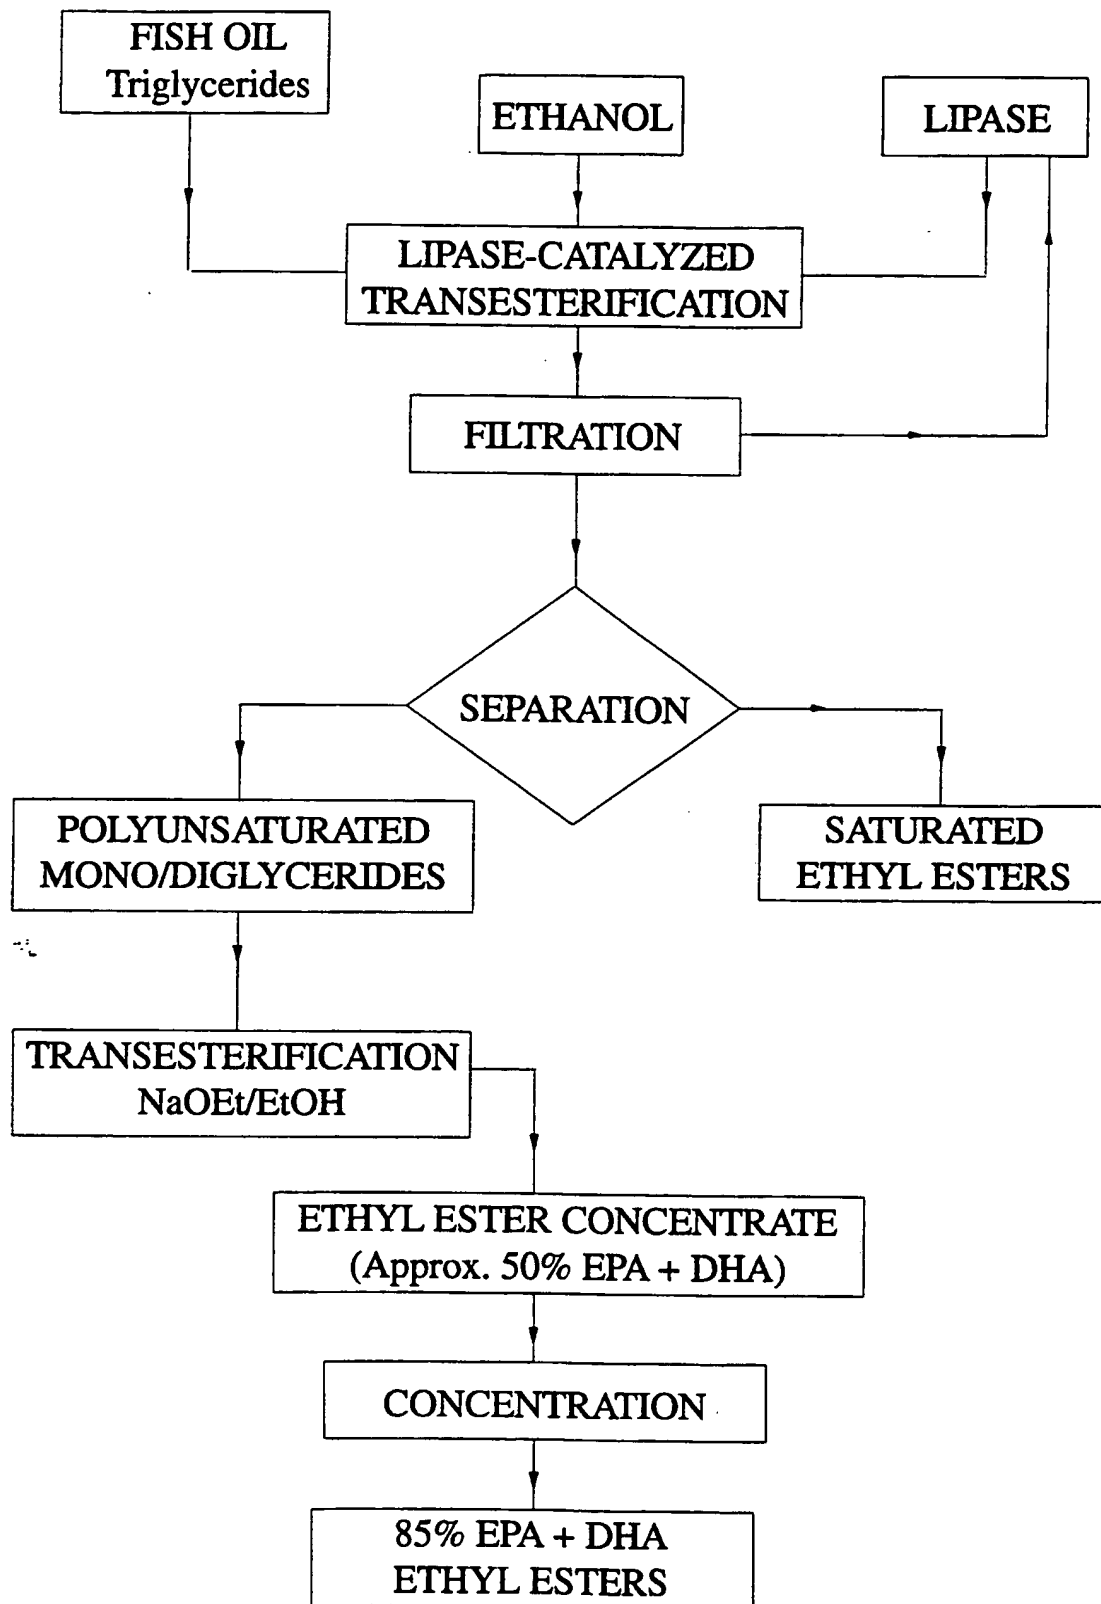 FISH OIL
Triglycerides
ETHANOL
LIPASE
LIPASE-CATALYZED
TRANSESTERIFICATION
FILTRATION
SEPARATION
POLYUNSATURATED
MONO/DIGLYCERIDES
SATURATED
ETHYL ESTERS
TRANSESTERIFICATION
NaOEt/EtOH
ETHYL ESTER CONCENTRATE
(Approx. 50% EPA + DHA)
CONCENTRATION
85% EPA + DHA
ETHYL ESTERS